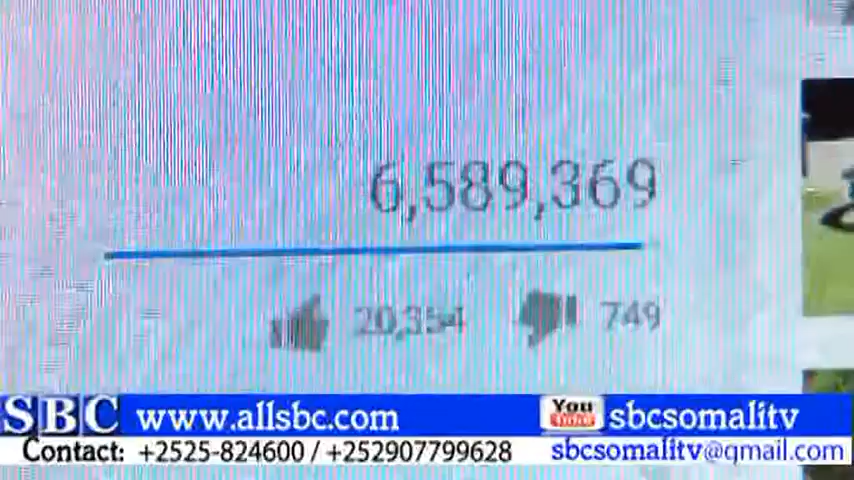 6,589,369
20,354 749
SBC www.allsbc.com You Tube sbcsomalitv
Contact: +2525-824600 / +252907799628 sbcsomalitv@gmail.com